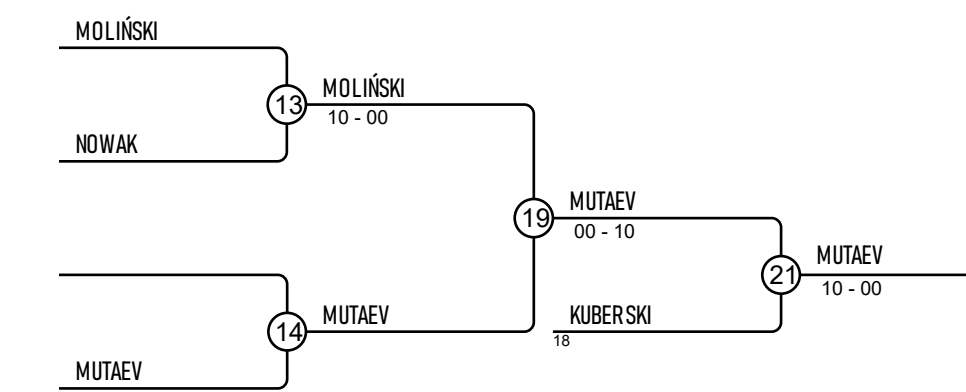 MOLIŃSKI
13
MOLIŃSKI
10 - 00
NOWAK
19
MUTAEV
00 - 10
21
MUTAEV
10 - 00
14
MUTAEV
KUBERSKI
18
MUTAEV